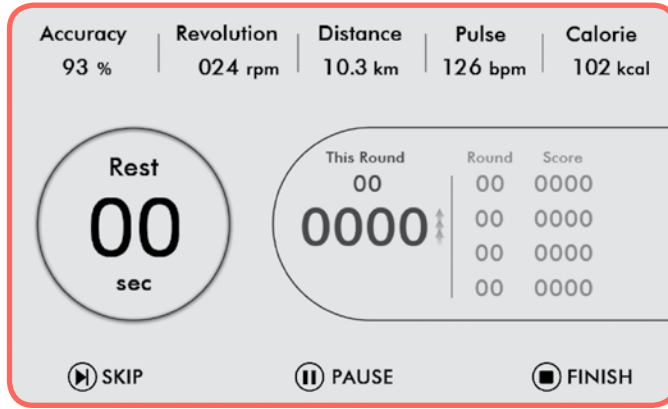 Accuracy Revolution Distance Pulse Calorie
93 % 024 rpm 10.3 km 126 bpm 102 kcal
Rest
00
sec
This Round
00
0000
Round Score
00 0000
00 0000
00 0000
00 0000
SKIP PAUSE FINISH